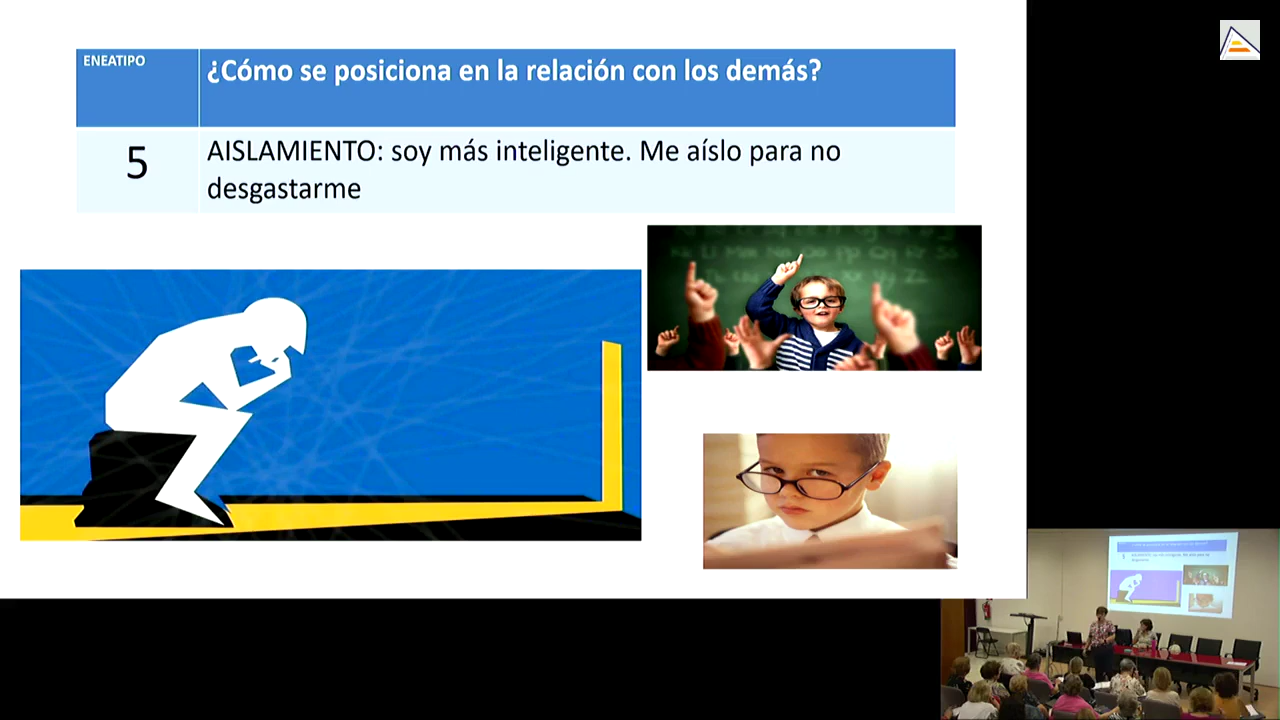 ENEATIPO
¿Cómo se posiciona en la relación con los demás?
5
AISLAMIENTO: soy más inteligente. Me aíslo para no
desgastarme